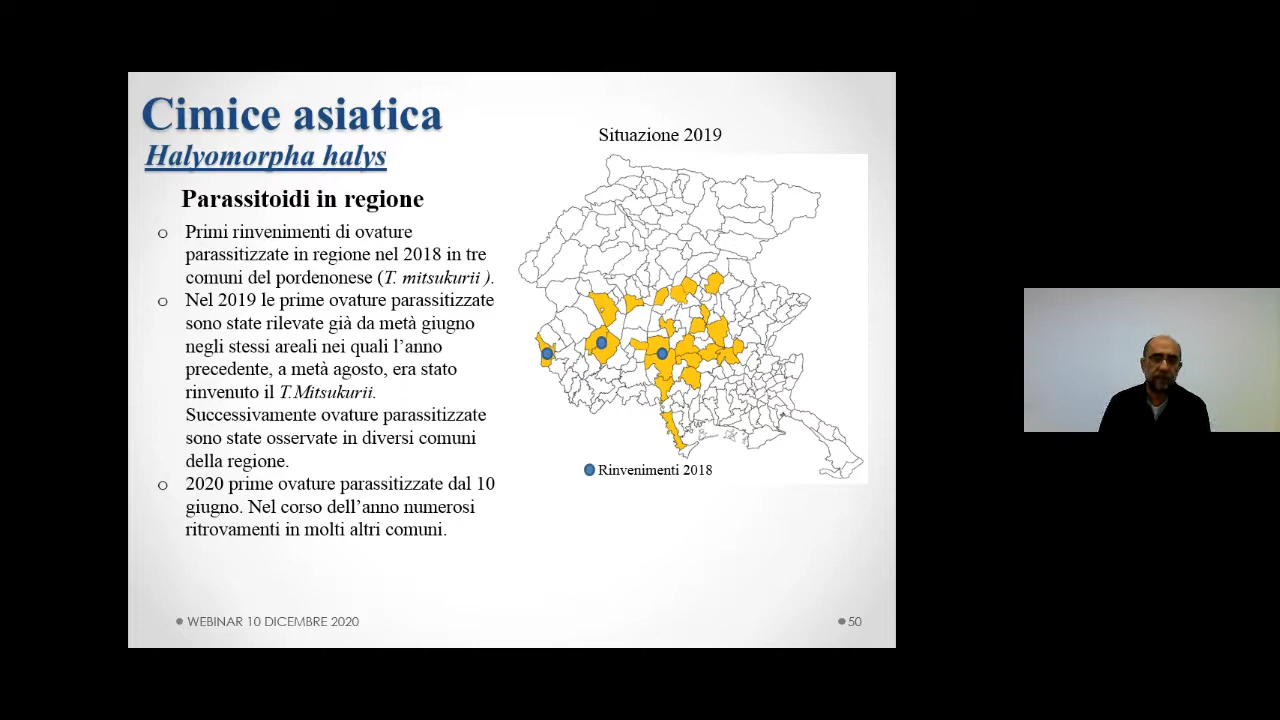 Cimice asiatica
Halyomorpha halys
Parassitoidi in regione
o Primi rinvenimenti di ovature
parassitizzate in regione nel 2018 in tre
comuni del pordenonese (T. mitsukurii ).
o Nel 2019 le prime ovature parassitizzate
sono state rilevate già da metà giugno
negli stessi areali nei quali l’anno
precedente, a metà agosto, era stato
rinvenuto il T.Mitsukurii.
Successivamente ovature parassitizzate
sono state osservate in diversi comuni
della regione.
o 2020 prime ovature parassitizzate dal 10
giugno. Nel corso dell’anno numerosi
ritrovamenti in molti altri comuni.
Situazione 2019
Rinvenimenti 2018
WEBINAR 10 DICEMBRE 2020
50